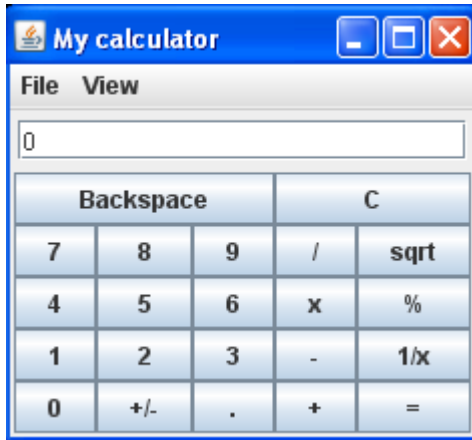 My calculator
File View
0
Backspace C
7 8 9 / sqrt
4 5 6 x %
1 2 3 - 1/x
0 +/- . + =